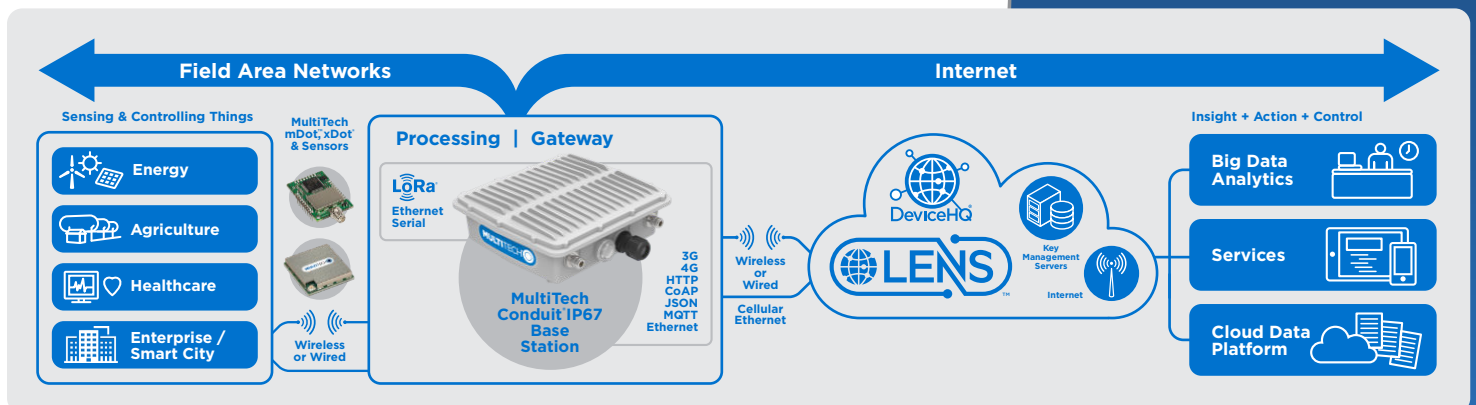 Field Area Networks
Internet
Sensing & Controlling Things
Energy
Agriculture
Healthcare
Enterprise /
Smart City
MultiTech
mDot,™ xDot®
& Sensors
Wireless
or Wired
Processing | Gateway
LoRa®
Ethernet
Serial
MULTITECH
MultiTech
Conduit® IP67
Base
Station
3G
4G
HTTP
CoAP
JSON
MQTT
Ethernet
Wireless
or
Wired
Cellular
Ethernet
DeviceHQ®
LENS™
Key
Management
Servers
Internet
Insight + Action + Control
Big Data
Analytics
Services
Cloud Data
Platform